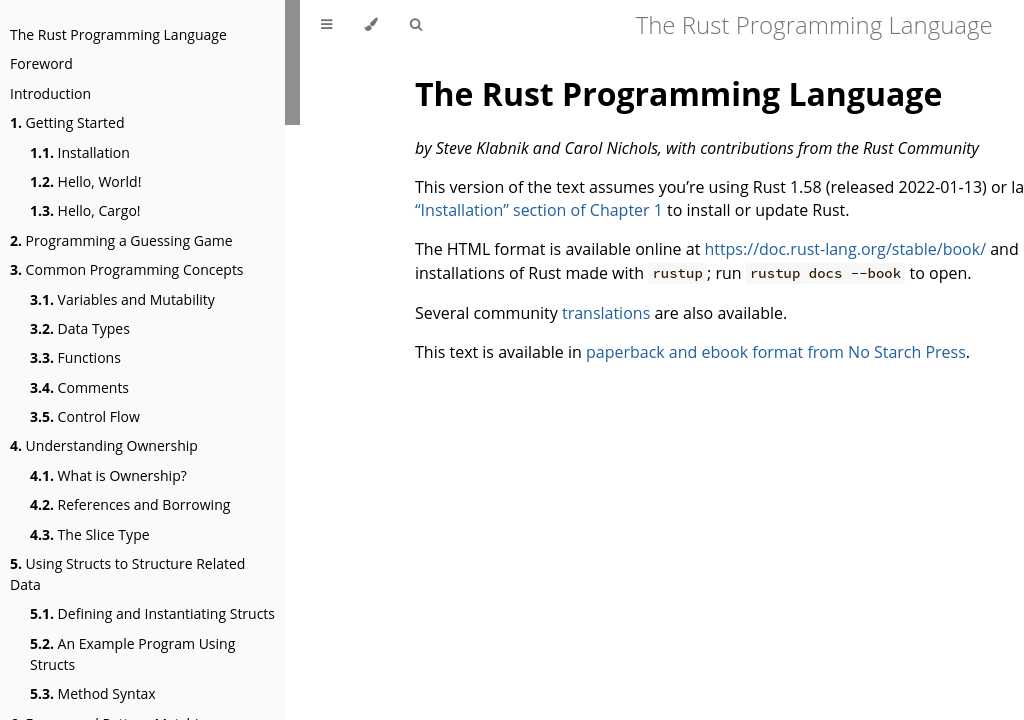 The Rust Programming Language
Foreword
Introduction
1. Getting Started
1.1. Installation
1.2. Hello, World!
1.3. Hello, Cargo!
2. Programming a Guessing Game
3. Common Programming Concepts
3.1. Variables and Mutability
3.2. Data Types
3.3. Functions
3.4. Comments
3.5. Control Flow
4. Understanding Ownership
4.1. What is Ownership?
4.2. References and Borrowing
4.3. The Slice Type
5. Using Structs to Structure Related
Data
5.1. Defining and Instantiating Structs
5.2. An Example Program Using
Structs
5.3. Method Syntax
The Rust Programming Language
The Rust Programming Language
by Steve Klabnik and Carol Nichols, with contributions from the Rust Community
This version of the text assumes you’re using Rust 1.58 (released 2022-01-13) or la
“Installation” section of Chapter 1 to install or update Rust.
The HTML format is available online at https://doc.rust-lang.org/stable/book/ and
installations of Rust made with rustup; run rustup docs --book to open.
Several community translations are also available.
This text is available in paperback and ebook format from No Starch Press.